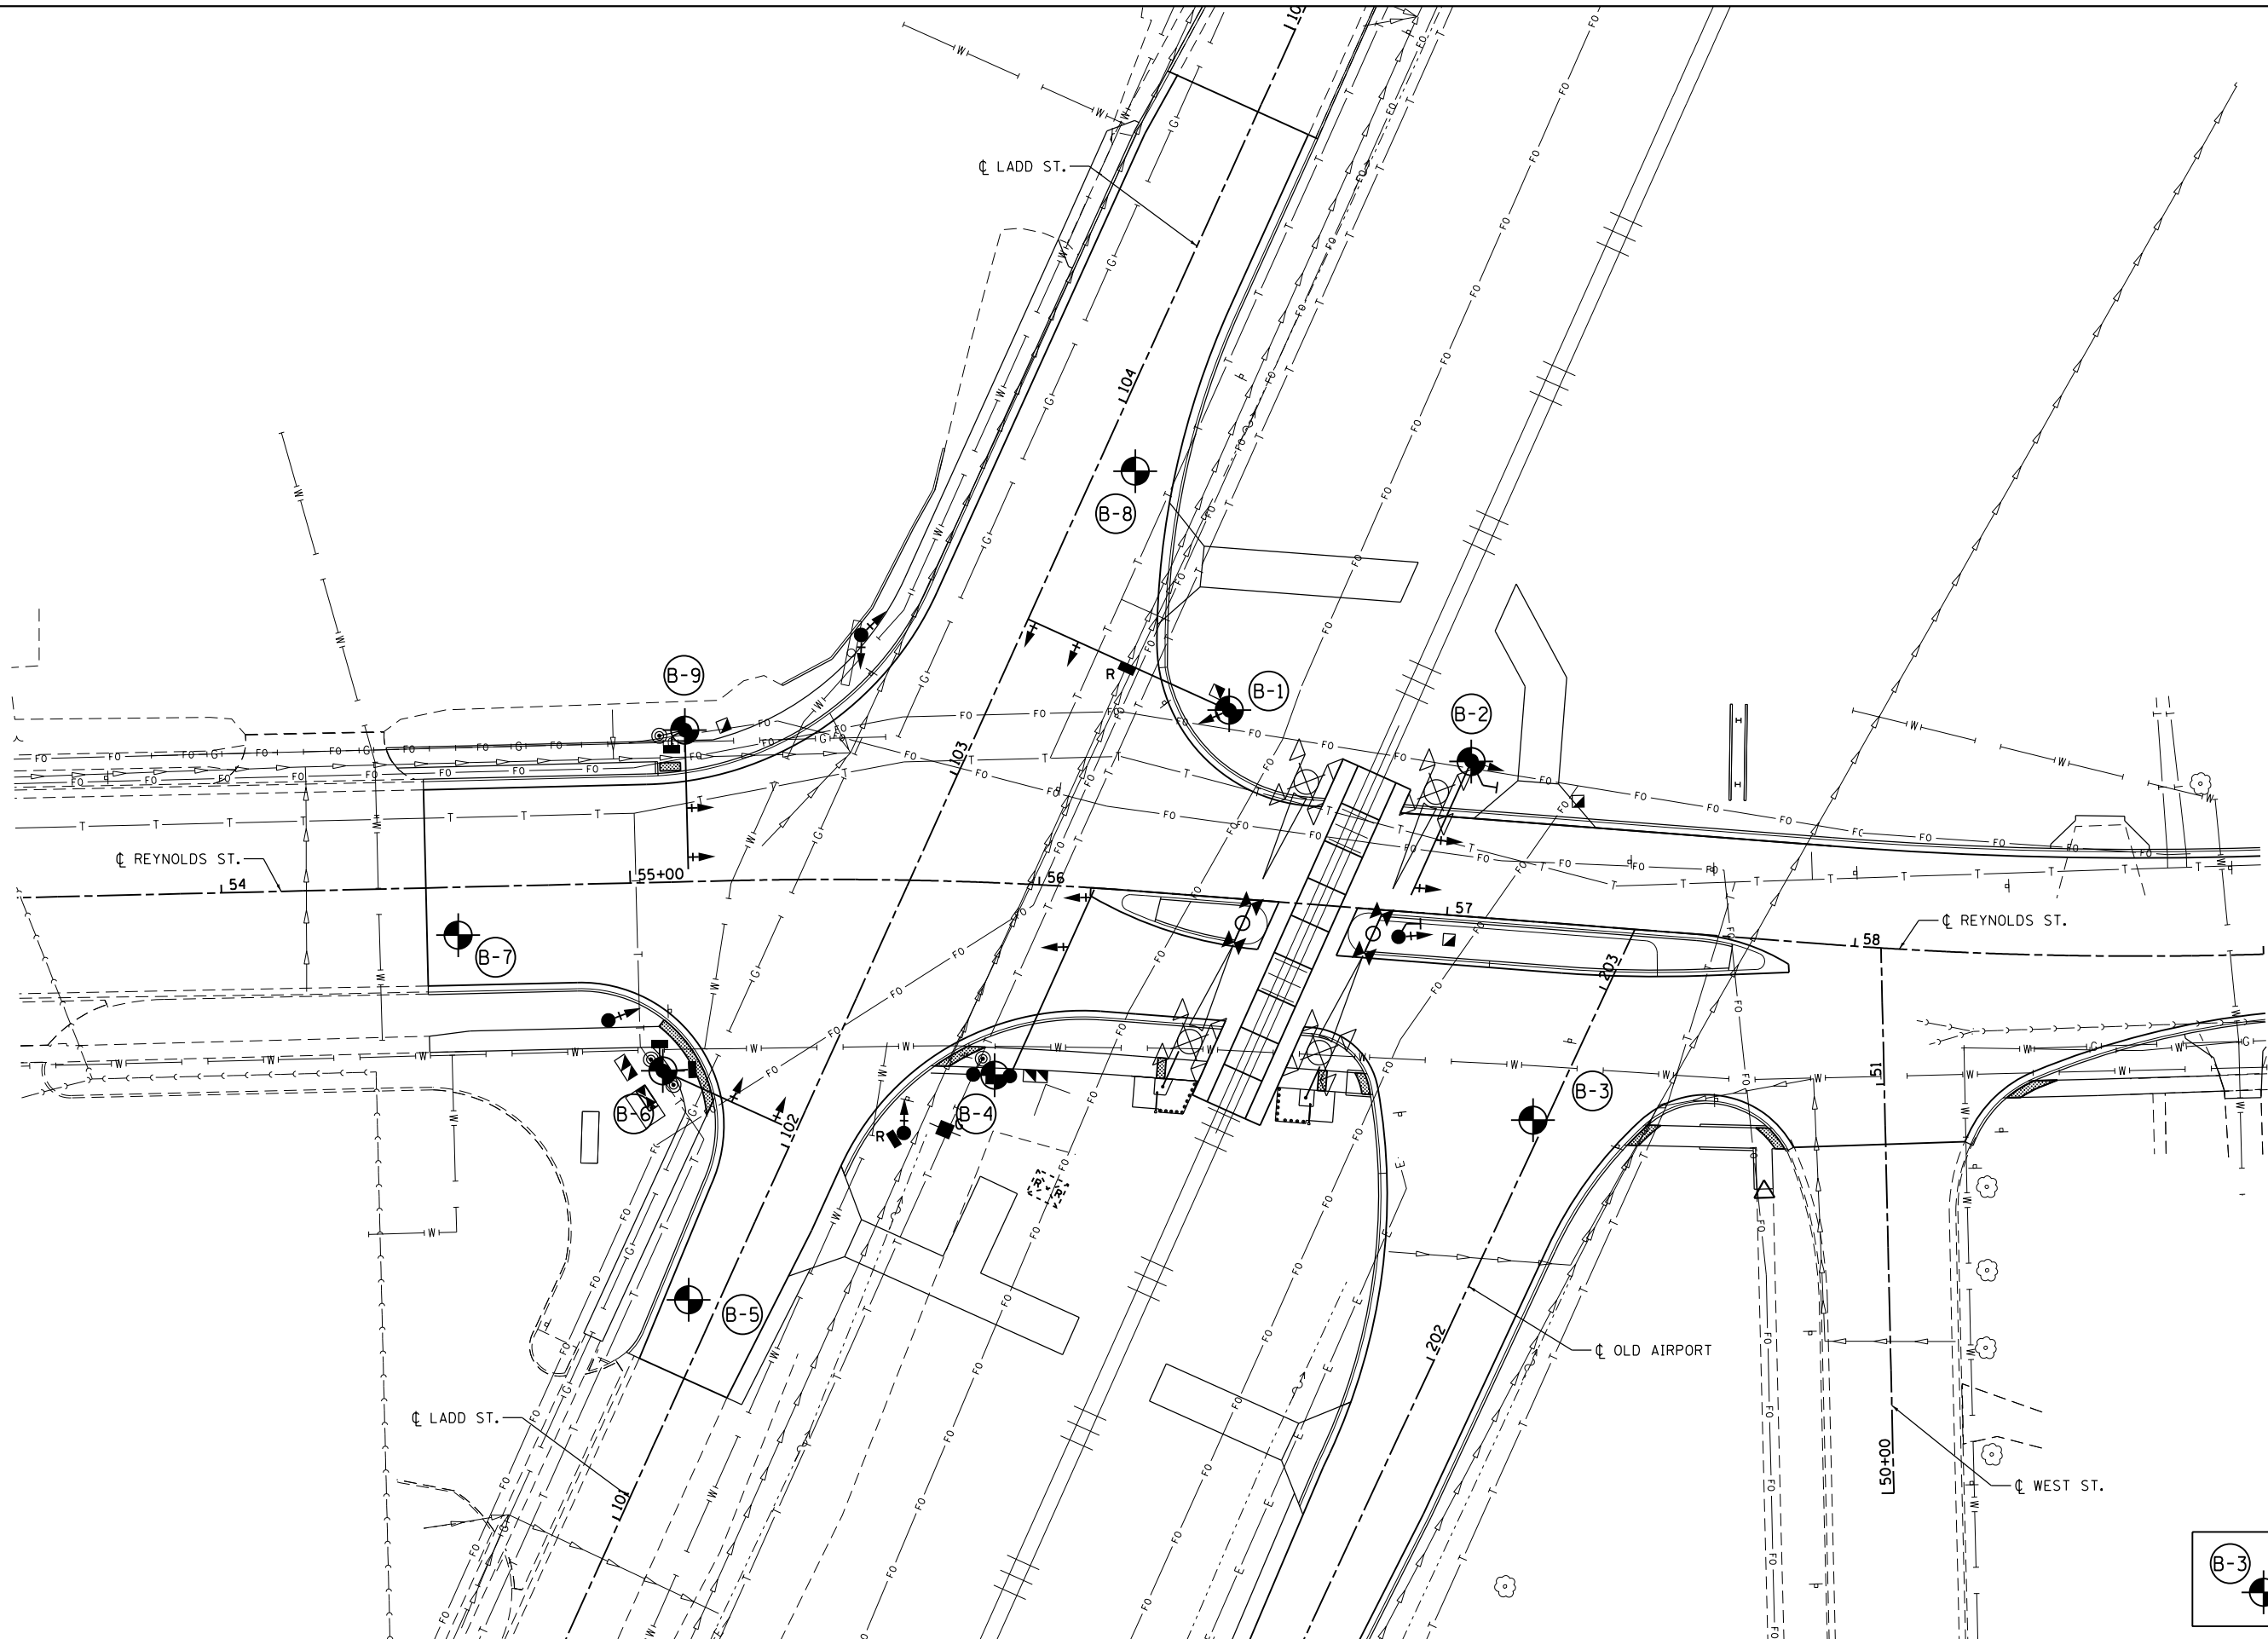 10
℄ LADD ST.
104
B-8
B-9
R
B-1
B-2
103
℄ REYNOLDS ST.
54
55+00
56
57
58
℄ REYNOLDS ST.
B-7
203
51
B-3
B-6
B-4
102
R
C
R
R
B-5
202
℄ OLD AIRPORT
℄ LADD ST.
101
50+00
℄ WEST ST.
B-3